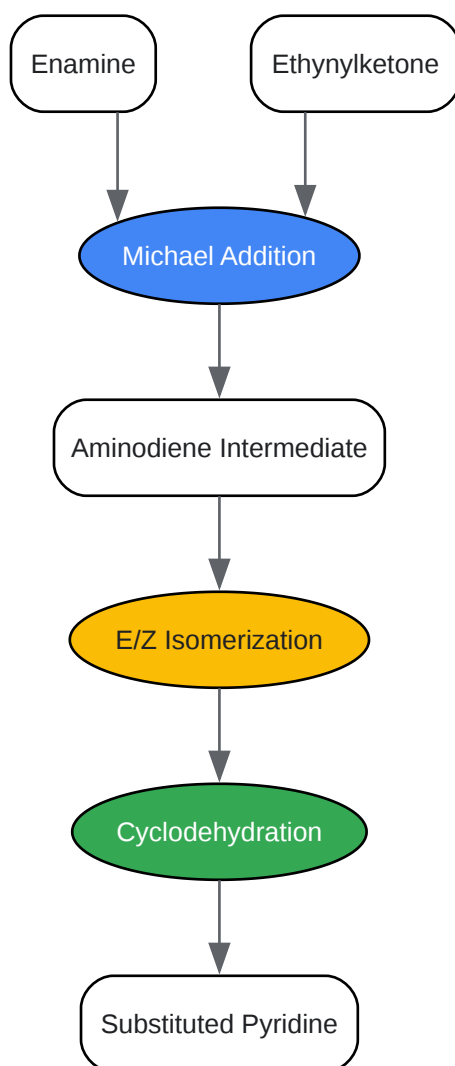 Enamine
Ethynylketone
Michael Addition
Aminodiene Intermediate
E/Z Isomerization
Cyclodehydration
Substituted Pyridine